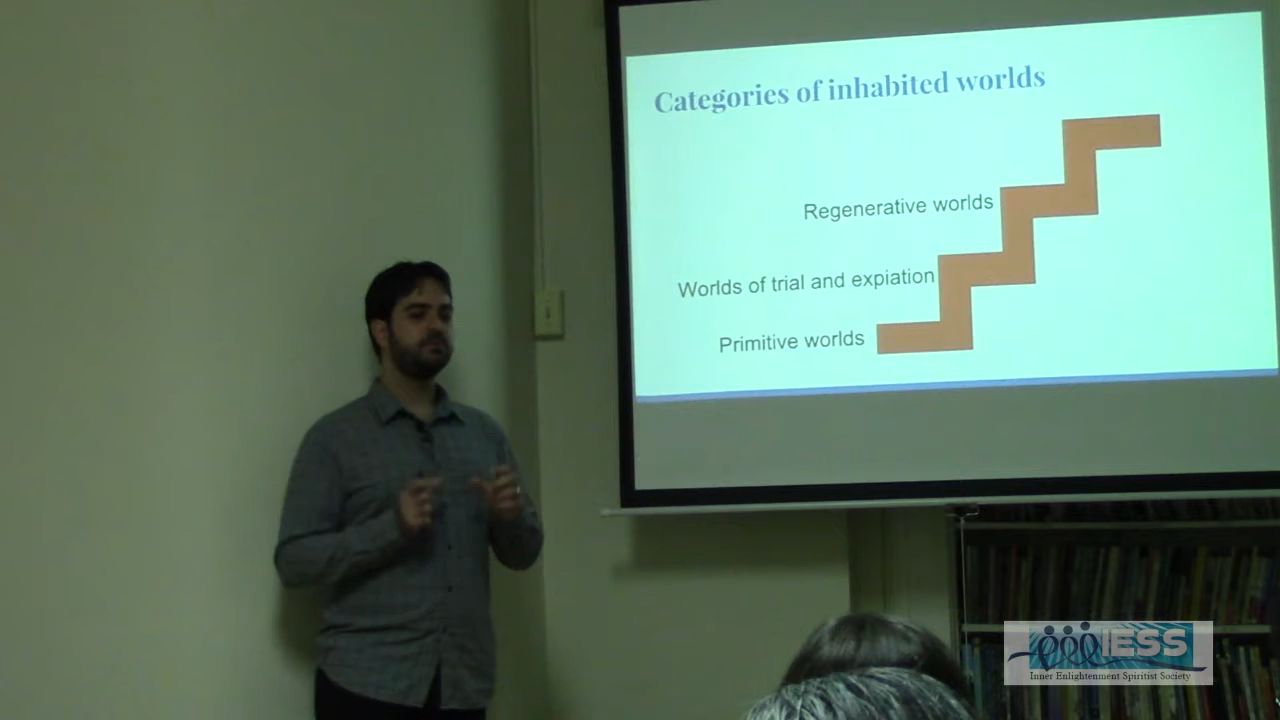 Categories of inhabited worlds
Regenerative worlds
Worlds of trial and expiation
Primitive worlds
IESS
Inner Enlightenment Spiritist Society